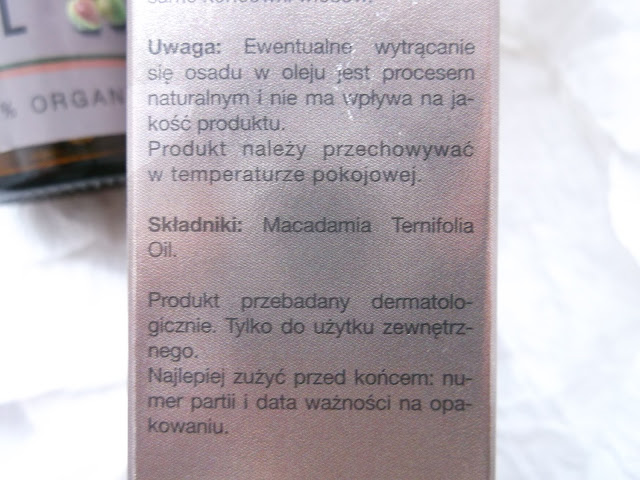 L
% ORGAN
Uwaga: Ewentualne wytrącanie
się osadu w oleju jest procesem
naturalnym i nie ma wpływa na ja-
kość produktu.
Produkt należy przechowywać
w temperaturze pokojowej.
Składniki: Macadamia Ternifolia
Oil.
Produkt przebadany dermatolo-
gicznie. Tylko do użytku zewnętrz-
nego.
Najlepiej zużyć przed końcem: nu-
mer partii i data ważności na opa-
kowaniu.